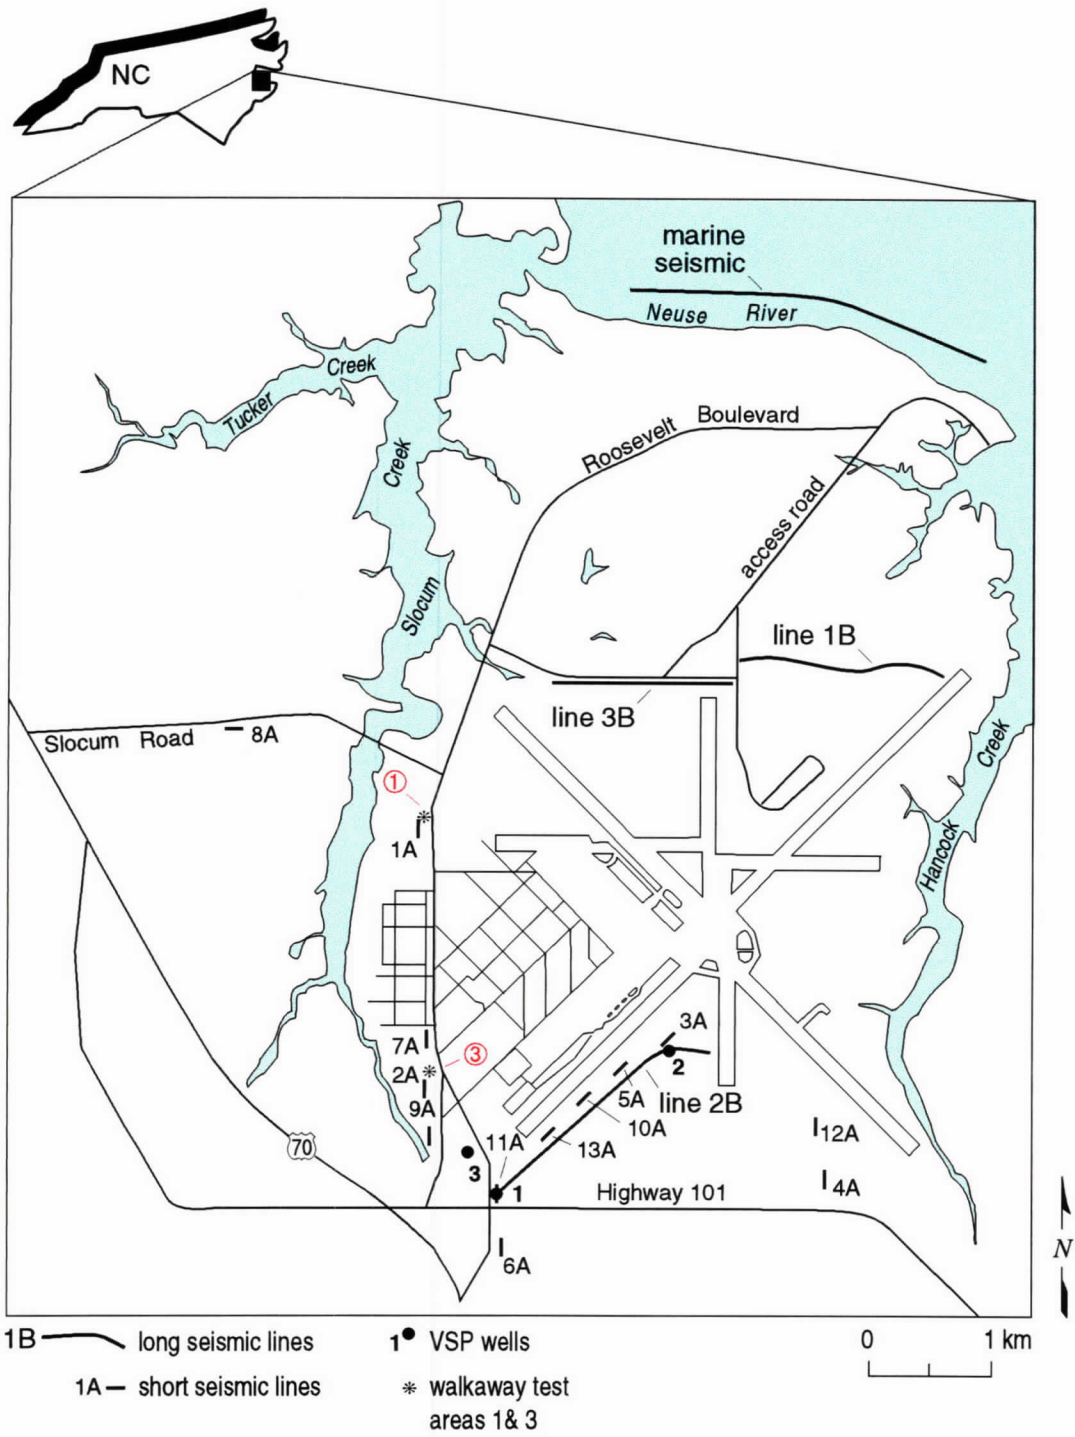 NC
marine
seismic
Neuse River
Creek
Tucker
Creek
Roosevelt Boulevard
access road
Slocum
line 1B
line 3B
Slocum Road
8A
Creek
1
1A
Hancock
7A
3
3A
2A
2
5A
line 2B
9A
10A
70
11A
13A
12A
3
1
Highway 101
4A
6A
N
1B long seismic lines
1 VSP wells
0 1 km
1A short seismic lines
* walkaway test
areas 1& 3